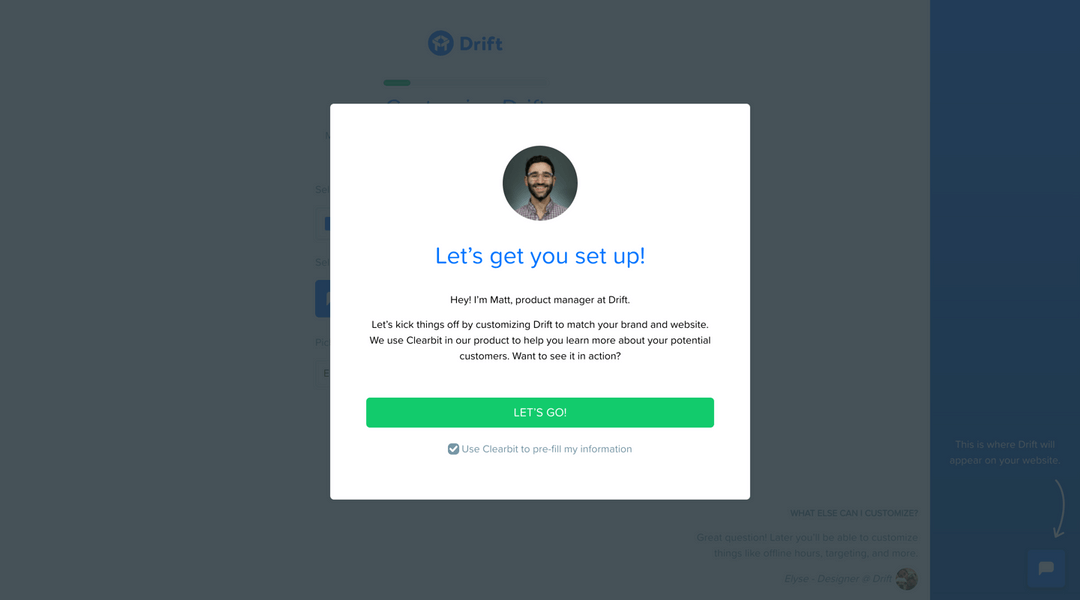 Drift
Let's get you set up!
Hey! I'm Matt, product manager at Drift.
Let's kick things off by customizing Drift to match your brand and website.
We use Clearbit in our product to help you learn more about your potential
customers. Want to see it in action?
LET'S GO!
Use Clearbit to pre-fill my information
This is where Drift will
appear on your website.
WHAT ELSE CAN I CUSTOMIZE?
Great question! Later you'll be able to customize
things like offline hours, targeting, and more.
Elyse - Designer @ Drift